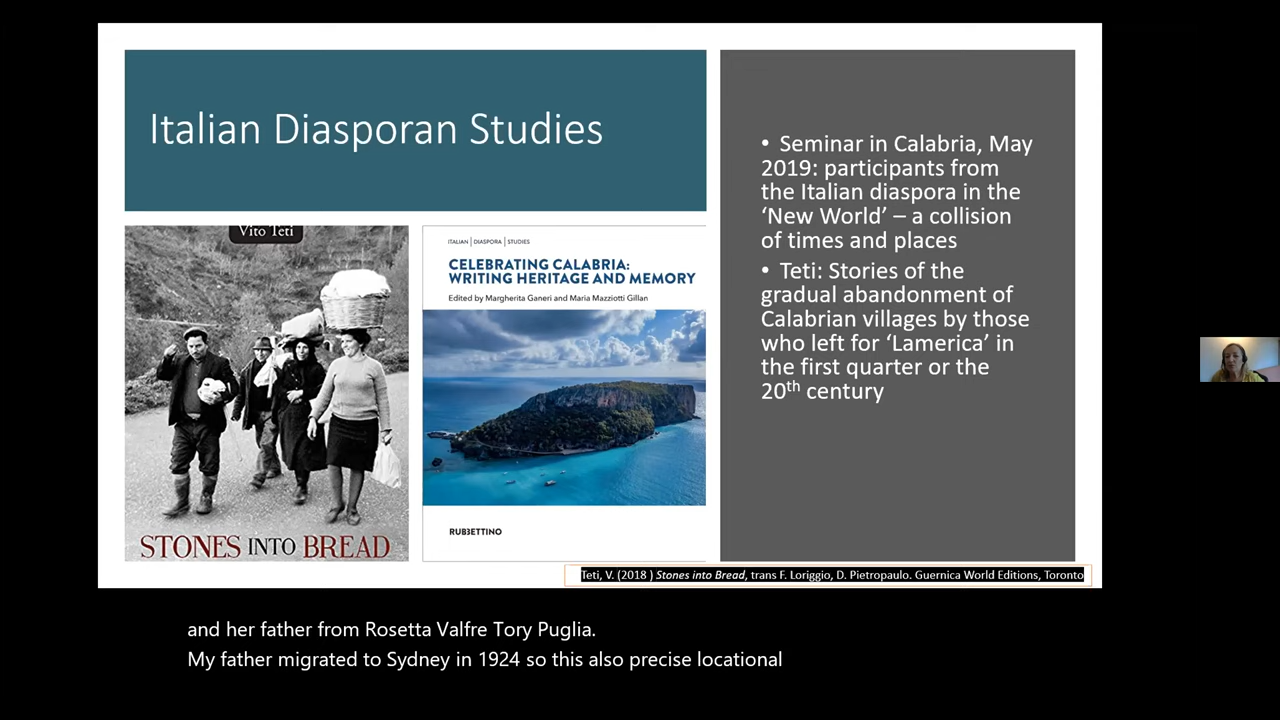 Italian Diasporan Studies
Vito Teti
STONES INTO BREAD
ITALIAN | DIASPORA | STUDIES
CELEBRATING CALABRIA:
WRITING HERITAGE AND MEMORY
Edited by Margherita Ganeri and Maria Mazziotti Gillan
RUBBETTINO
• Seminar in Calabria, May
2019: participants from
the Italian diaspora in the
‘New World’ – a collision
of times and places
• Teti: Stories of the
gradual abandonment of
Calabrian villages by those
who left for ‘Lamerica’ in
the first quarter or the
20th century
Teti, V. (2018 ) Stones into Bread, trans F. Loriggio, D. Pietropaulo. Guernica World Editions, Toronto
and her father from Rosetta Valfre Tory Puglia.
My father migrated to Sydney in 1924 so this also precise locational